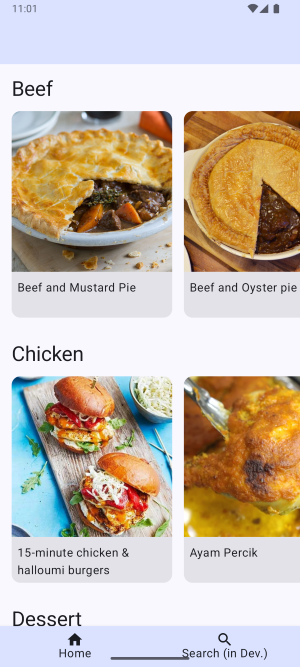 11:01
Beef
Beef and Mustard Pie
Beef and Oyster pie
Chicken
15-minute chicken &
halloumi burgers
Ayam Percik
Dessert
Home
Search (in Dev.)